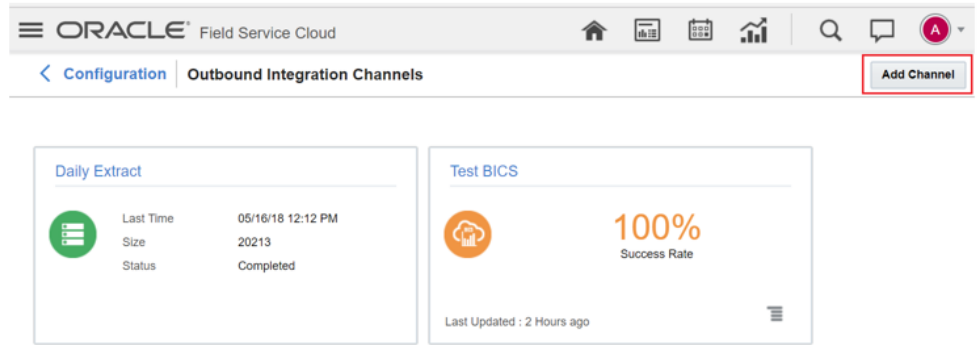 ORACLE® Field Service Cloud
A
Configuration Outbound Integration Channels
Add Channel
Daily Extract
Last Time 05/16/18 12:12 PM
Size 20213
Status Completed
Test BICS
100%
Success Rate
Last Updated : 2 Hours ago